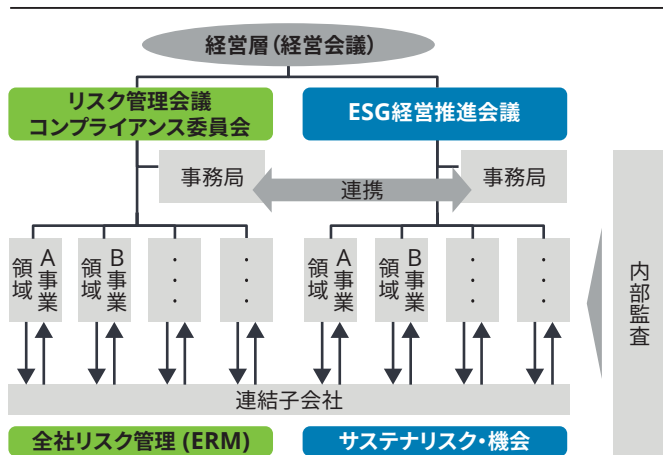 経営層（経営会議）
リスク管理会議
コンプライアンス委員会
ESG経営推進会議
事務局
連携
事務局
A事業
領域
B事業
領域
・・・
・・・
A事業
領域
B事業
領域
・・・
・・・
内部監査
連結子会社
全社リスク管理 (ERM)
サステナリスク・機会